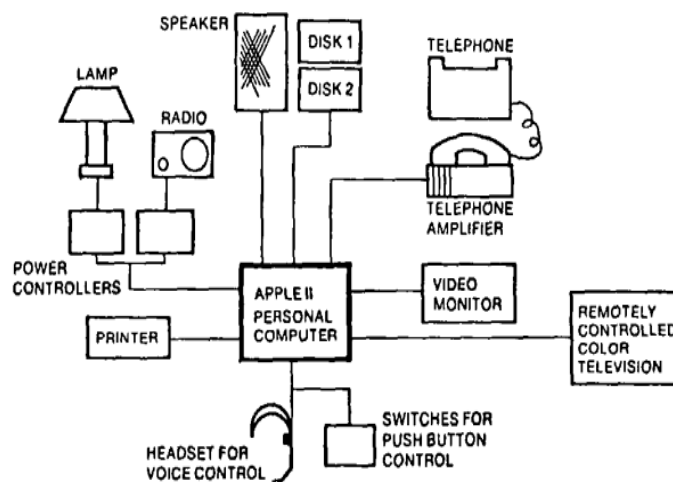 SPEAKER
DISK 1
DISK 2
TELEPHONE
LAMP
RADIO
TELEPHONE
AMPLIFIER
POWER
CONTROLLERS
APPLE II
PERSONAL
COMPUTER
VIDEO
MONITOR
PRINTER
REMOTELY
CONTROLLED
COLOR
TELEVISION
HEADSET FOR
VOICE CONTROL
SWITCHES FOR
PUSH BUTTON
CONTROL